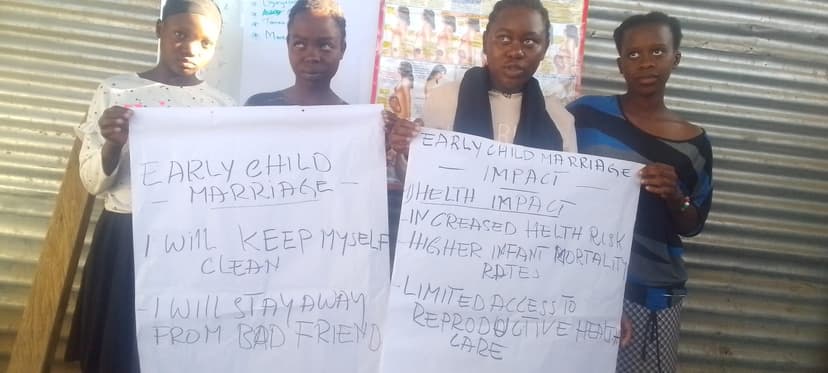 EARLY CHILD
- MARRIAGE -
I WILL KEEP MYSELF
CLEAN
- I WILL STAY AWAY
FROM BAD FRIEND
EARLY CHILD MARRIAGE
- IMPACT -
1) HELTH IMPACT
- INCREASED HELTH RISK
- HIGHER INFANT MORTALITY
RATES
- LIMITED ACCESS TO
REPRODUCTIVE HEALTH
CARE